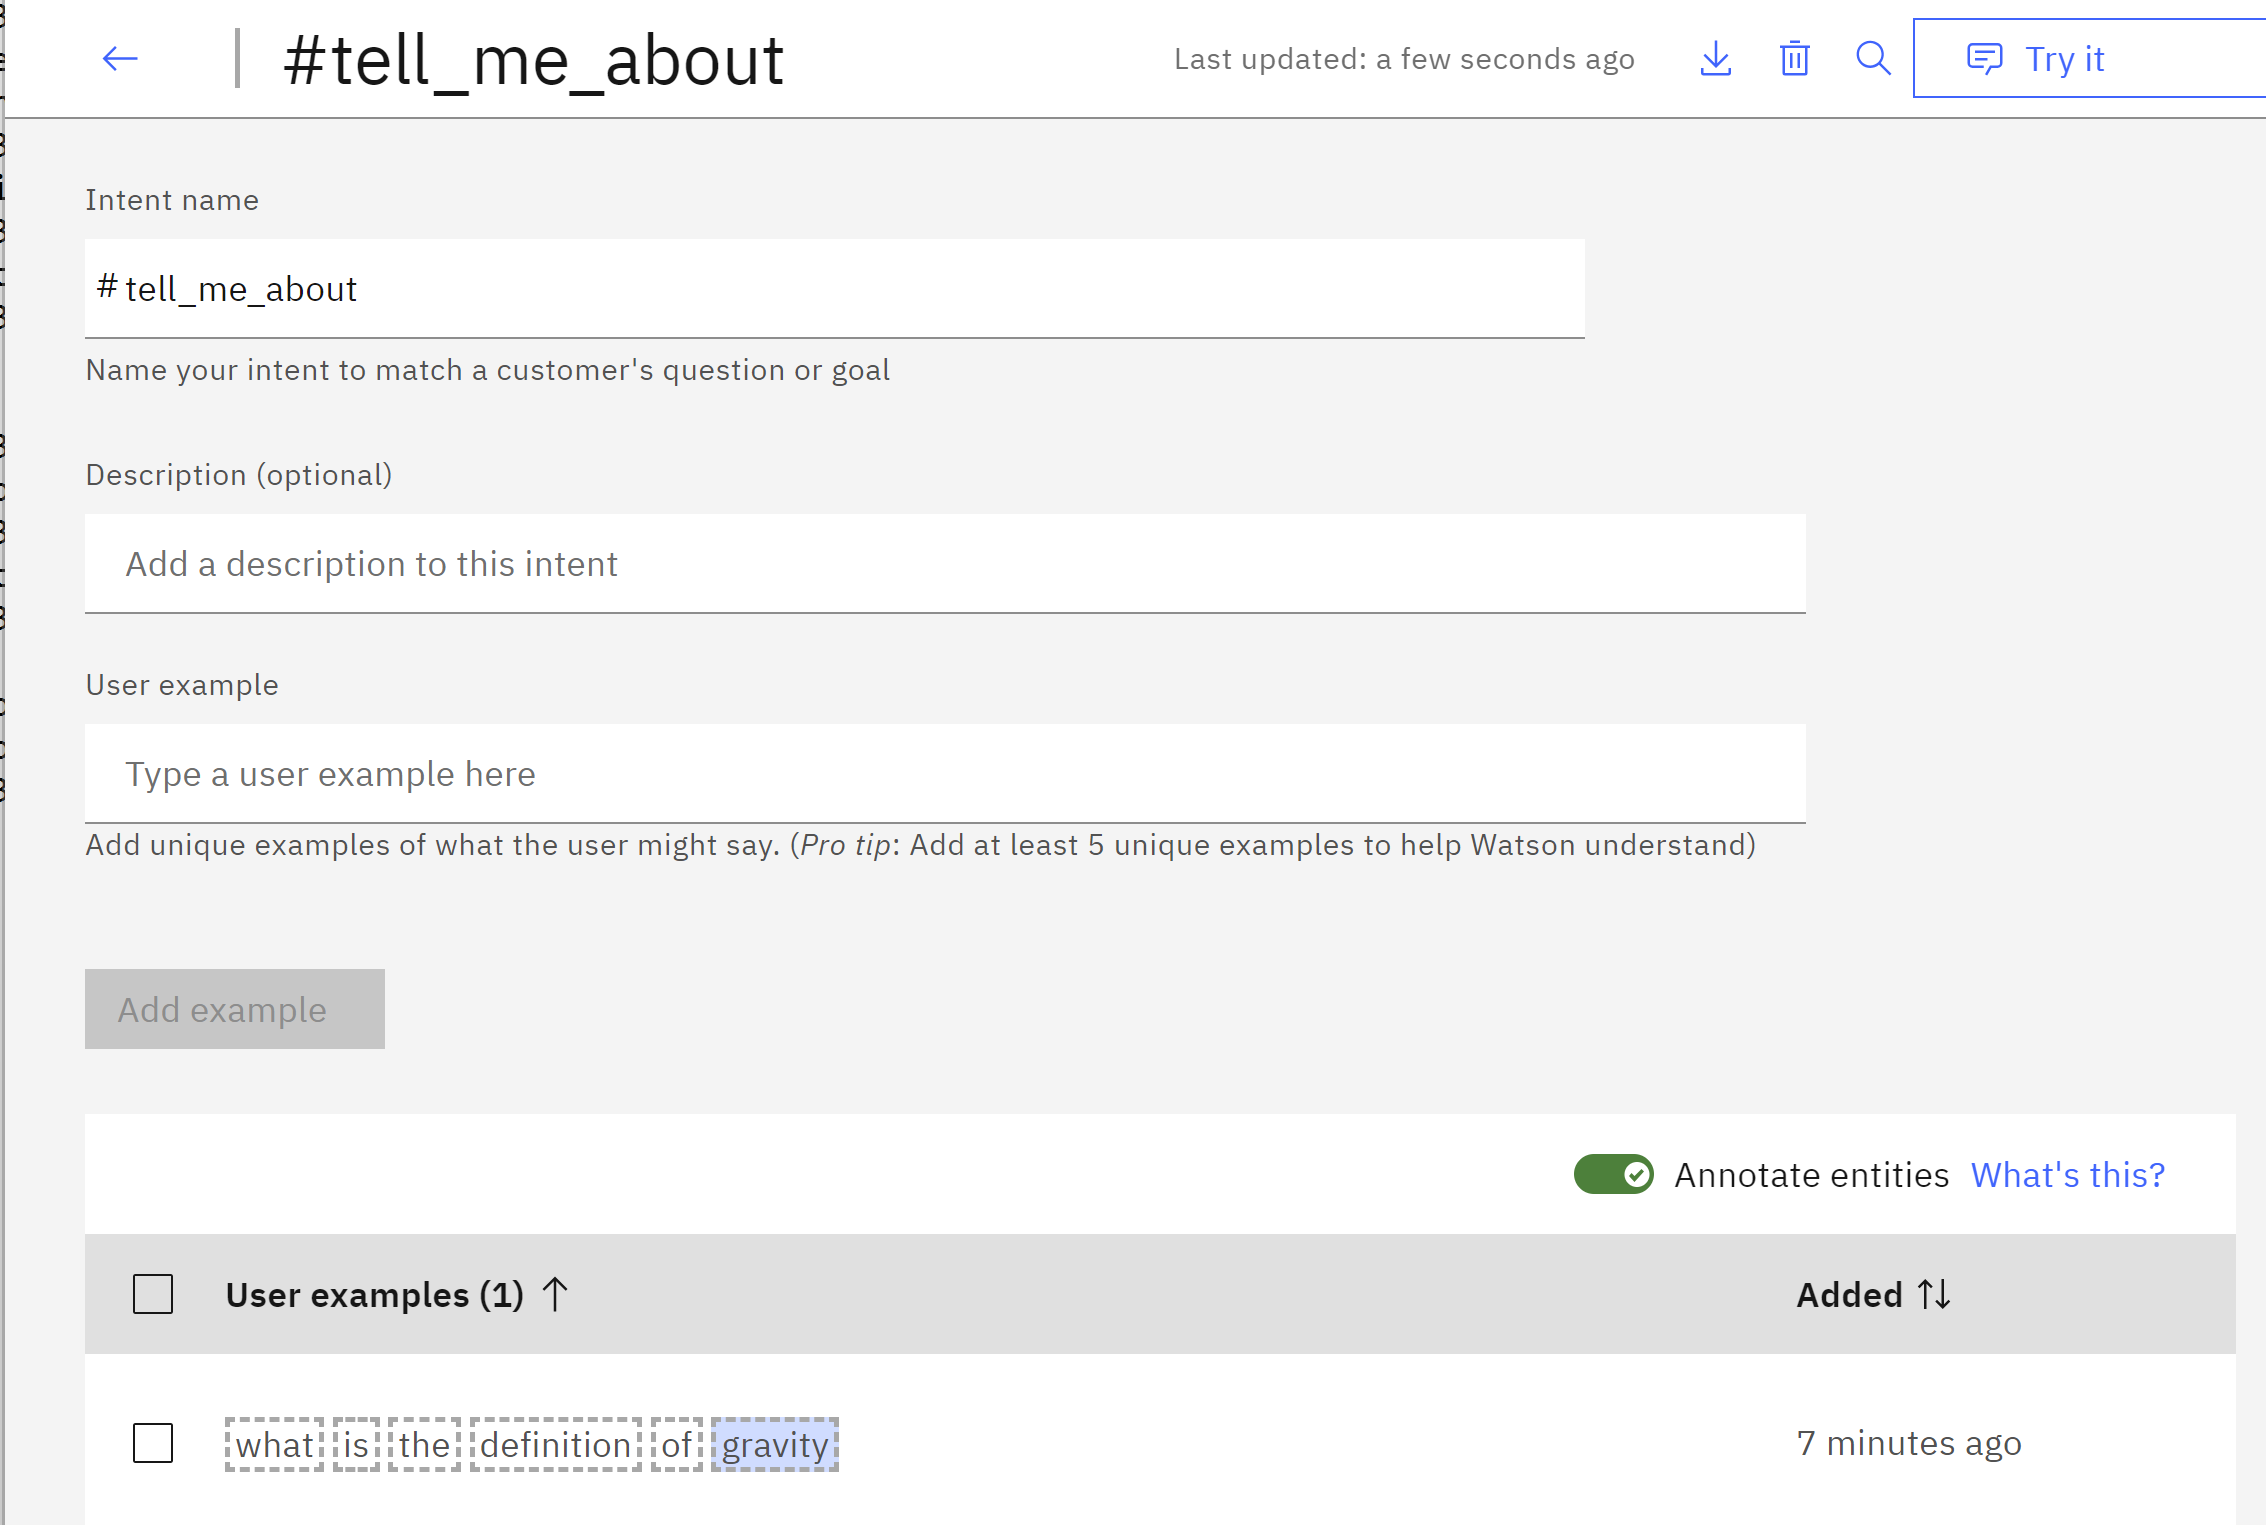 #tell_me_about
Last updated: a few seconds ago
Try it
Intent name
# tell_me_about
Name your intent to match a customer's question or goal
Description (optional)
Add a description to this intent
User example
Type a user example here
Add unique examples of what the user might say. (Pro tip: Add at least 5 unique examples to help Watson understand)
Add example
Annotate entities What's this?
User examples (1) ↑ Added ↑↓
what is the definition of gravity 7 minutes ago